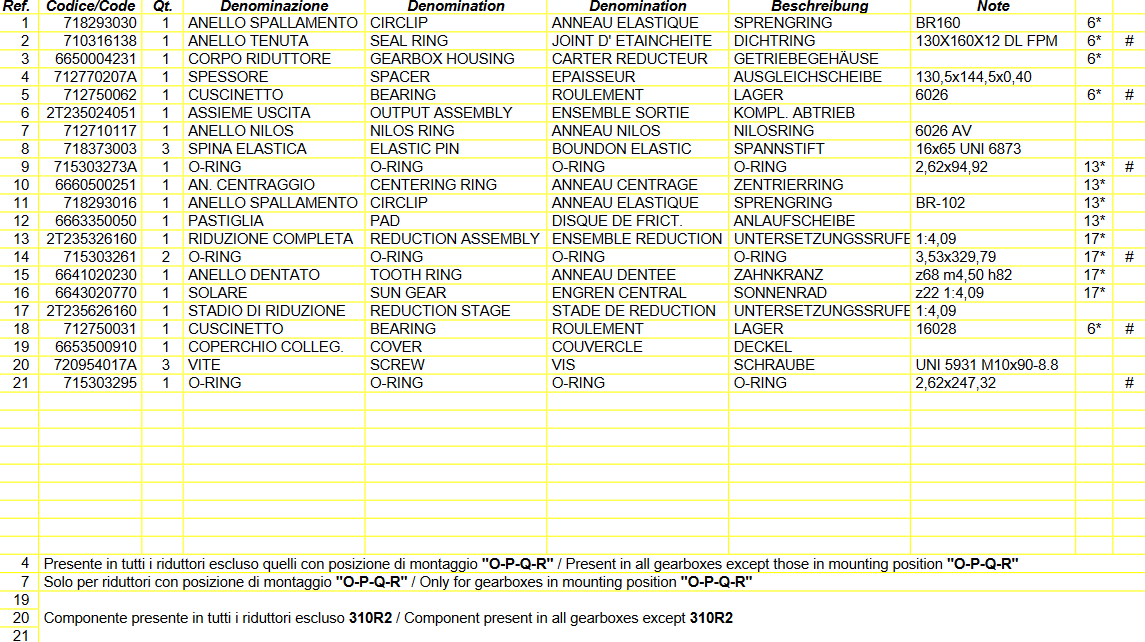 Ref. Codice/Code Qt. Denominazione Denomination Denomination Beschreibung Note
1 718293030 1 ANELLO SPALLAMENTO CIRCLIP ANNEAU ELASTIQUE SPRENGRING BR160 6*
2 710316138 1 ANELLO TENUTA SEAL RING JOINT D' ETAINCHEITE DICHTRING 130X160X12 DL FPM 6* #
3 6650004231 1 CORPO RIDUTTORE GEARBOX HOUSING CARTER REDUCTEUR GETRIEBEGEHÄUSE 6*
4 712770207A 1 SPESSORE SPACER EPAISSEUR AUSGLEICHSCHEIBE 130,5x144,5x0,40
5 712750062 1 CUSCINETTO BEARING ROULEMENT LAGER 6026 6* #
6 2T235024051 1 ASSIEME USCITA OUTPUT ASSEMBLY ENSEMBLE SORTIE KOMPL. ABTRIEB
7 712710117 1 ANELLO NILOS NILOS RING ANNEAU NILOS NILOSRING 6026 AV
8 718373003 3 SPINA ELASTICA ELASTIC PIN BOUNDON ELASTIC SPANNSTIFT 16x65 UNI 6873
9 715303273A 1 O-RING O-RING O-RING O-RING 2,62x94,92 13* #
10 6660500251 1 AN. CENTRAGGIO CENTERING RING ANNEAU CENTRAGE ZENTRIERRING 13*
11 718293016 1 ANELLO SPALLAMENTO CIRCLIP ANNEAU ELASTIQUE SPRENGRING BR-102 13*
12 6663350050 1 PASTIGLIA PAD DISQUE DE FRICT. ANLAUFSCHEIBE 13*
13 2T235326160 1 RIDUZIONE COMPLETA REDUCTION ASSEMBLY ENSEMBLE REDUCTION UNTERSETZUNGSSRUFE 1:4,09 17*
14 715303261 2 O-RING O-RING O-RING O-RING 3,53x329,79 17* #
15 6641020230 1 ANELLO DENTATO TOOTH RING ANNEAU DENTEE ZAHNKRANZ z68 m4,50 h82 17*
16 6643020770 1 SOLARE SUN GEAR ENGREN CENTRAL SONNENRAD z22 1:4,09 17*
17 2T235626160 1 STADIO DI RIDUZIONE REDUCTION STAGE STADE DE REDUCTION UNTERSETZUNGSSRUFE 1:4,09
18 712750031 1 CUSCINETTO BEARING ROULEMENT LAGER 16028 6* #
19 6653500910 1 COPERCHIO COLLEG. COVER COUVERCLE DECKEL
20 720954017A 3 VITE SCREW VIS SCHRAUBE UNI 5931 M10x90-8.8
21 715303295 1 O-RING O-RING O-RING O-RING 2,62x247,32 #
4 Presente in tutti i riduttori escluso quelli con posizione di montaggio "O-P-Q-R" / Present in all gearboxes except those in mounting position "O-P-Q-R"
7 Solo per riduttori con posizione di montaggio "O-P-Q-R" / Only for gearboxes in mounting position "O-P-Q-R"
19
20 Componente presente in tutti i riduttori escluso 310R2 / Component present in all gearboxes except 310R2
21